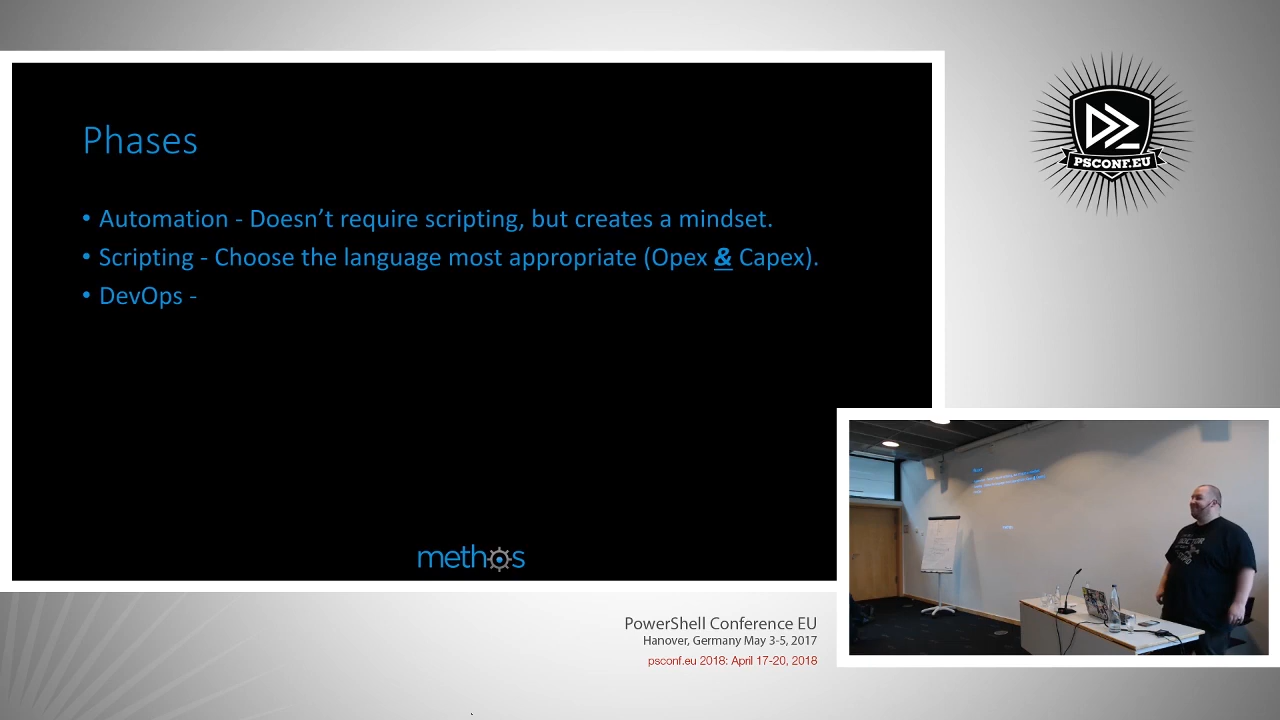 Phases
• Automation - Doesn’t require scripting, but creates a mindset.
• Scripting - Choose the language most appropriate (Opex & Capex).
• DevOps -
methos
PSCONF.EU
PowerShell Conference EU
Hanover, Germany May 3-5, 2017
psconf.eu 2018: April 17-20, 2018